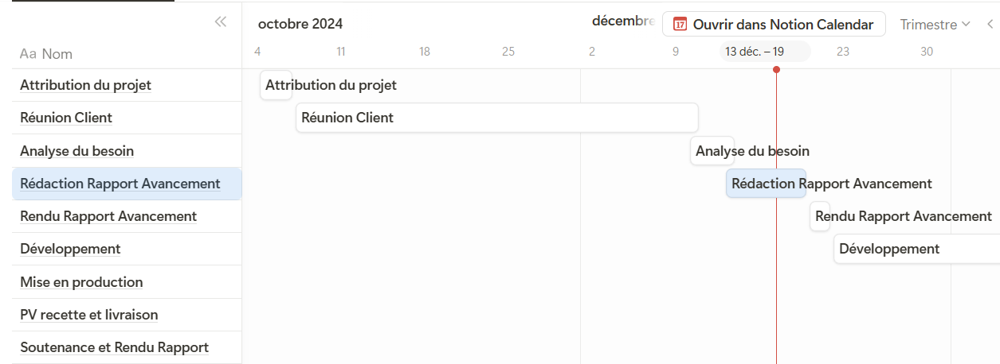 octobre 2024
décembre
17
Ouvrir dans Notion Calendar
Trimestre
Aa Nom
4 11 18 25 2 9 13 déc. – 19 23 30
Attribution du projet
Attribution du projet
Réunion Client
Réunion Client
Analyse du besoin
Analyse du besoin
Rédaction Rapport Avancement
Rédaction Rapport Avancement
Rendu Rapport Avancement
Rendu Rapport Avancement
Développement
Développement
Mise en production
PV recette et livraison
Soutenance et Rendu Rapport